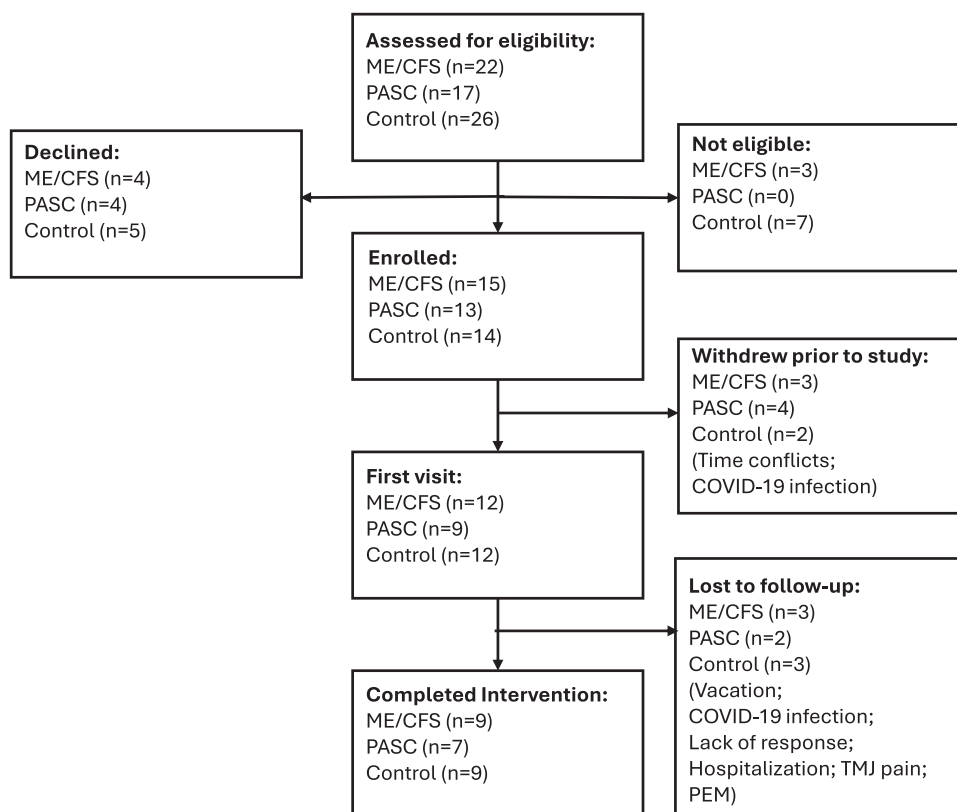 Assessed for eligibility:
ME/CFS (n=22)
PASC (n=17)
Control (n=26)
Declined:
ME/CFS (n=4)
PASC (n=4)
Control (n=5)
Not eligible:
ME/CFS (n=3)
PASC (n=0)
Control (n=7)
Enrolled:
ME/CFS (n=15)
PASC (n=13)
Control (n=14)
Withdrew prior to study:
ME/CFS (n=3)
PASC (n=4)
Control (n=2)
(Time conflicts;
COVID-19 infection)
First visit:
ME/CFS (n=12)
PASC (n=9)
Control (n=12)
Lost to follow-up:
ME/CFS (n=3)
PASC (n=2)
Control (n=3)
(Vacation;
COVID-19 infection;
Lack of response;
Hospitalization; TMJ pain;
PEM)
Completed Intervention:
ME/CFS (n=9)
PASC (n=7)
Control (n=9)